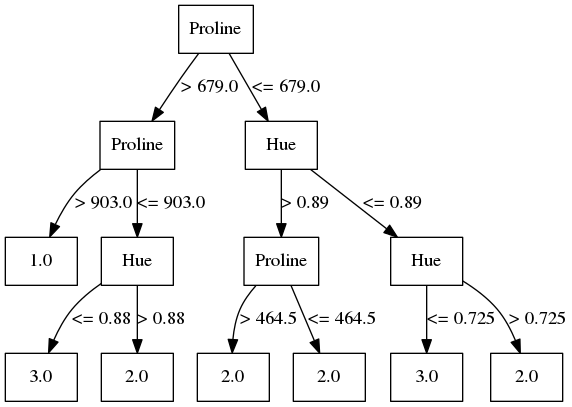 Proline
> 679.0 <= 679.0
Proline Hue
> 903.0 <= 903.0 > 0.89 <= 0.89
1.0 Hue Proline Hue
<= 0.88 > 0.88 > 464.5 <= 464.5 <= 0.725 > 0.725
3.0 2.0 2.0 2.0 3.0 2.0